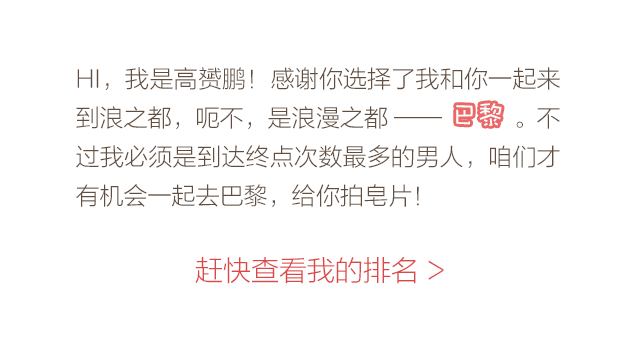 HI，我是高赟鹏！感谢你选择了我和你一起来
到浪之都，呃不，是浪漫之都 —— 巴黎 。不
过我必须是到达终点次数最多的男人，咱们才
有机会一起去巴黎，给你拍皂片！
赶快查看我的排名 >